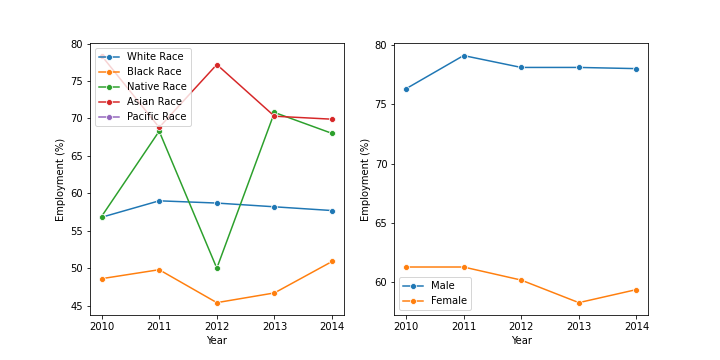 80
75
70
65
60
55
50
45
Employment (%)
White Race
Black Race
Native Race
Asian Race
Pacific Race
2010
2011
2012
2013
2014
Year
80
75
70
65
60
Employment (%)
Male
Female
2010
2011
2012
2013
2014
Year